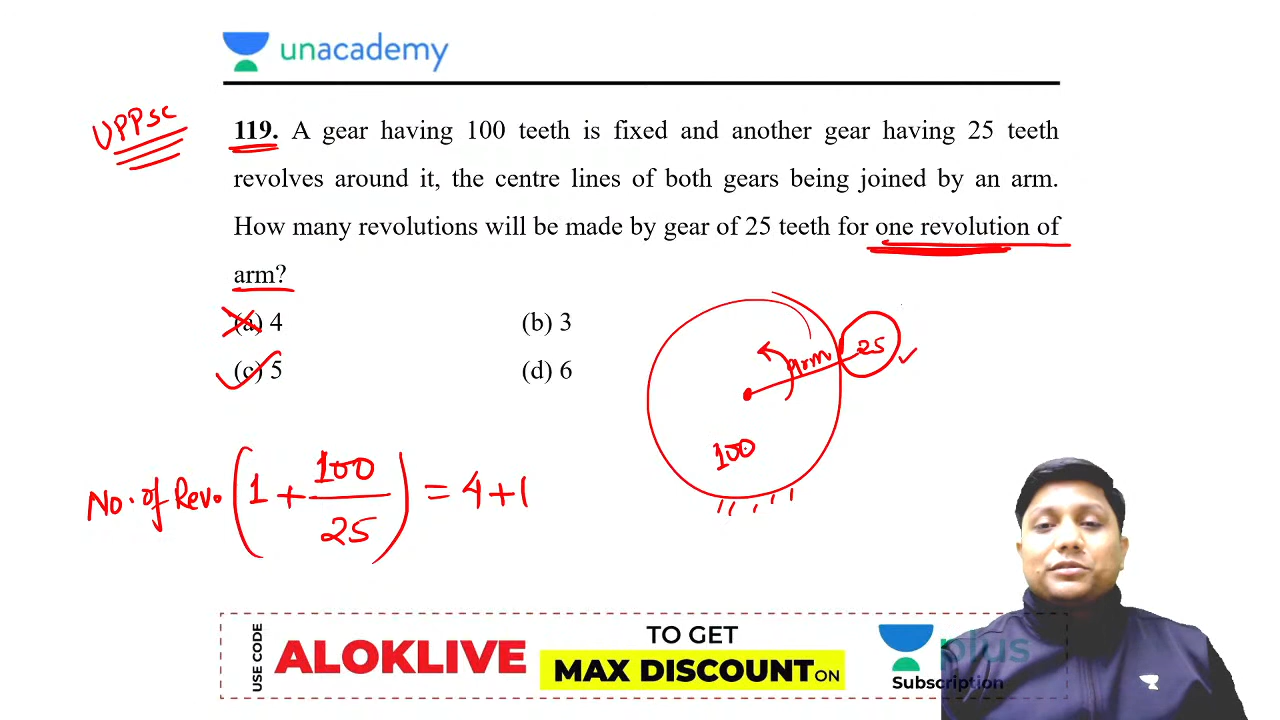 unacademy
UPPSC
119. A gear having 100 teeth is fixed and another gear having 25 teeth
revolves around it, the centre lines of both gears being joined by an arm.
How many revolutions will be made by gear of 25 teeth for one revolution of
arm?
(a) 4
(b) 3
(c) 5
(d) 6
arm
25
100
No. of Revo. (1 + 100/25) = 4+1
USE CODE
ALOKLIVE
TO GET
MAX DISCOUNT ON
plus
Subscription